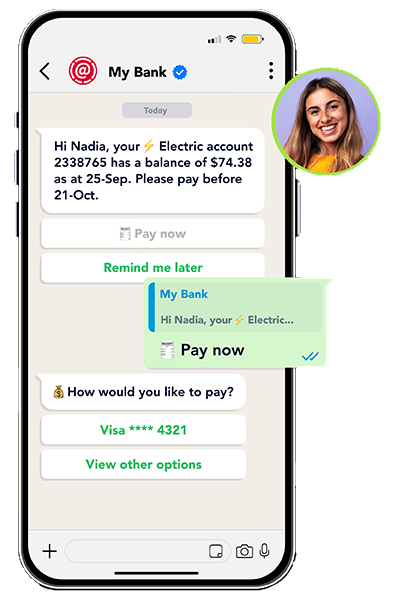 My Bank
Today
Hi Nadia, your ⚡ Electric account
2338765 has a balance of $74.38
as at 25-Sep. Please pay before
21-Oct.
🧾 Pay now
Remind me later
My Bank
Hi Nadia, your ⚡ Electric...
🧾 Pay now
💰How would you like to pay?
Visa **** 4321
View other options